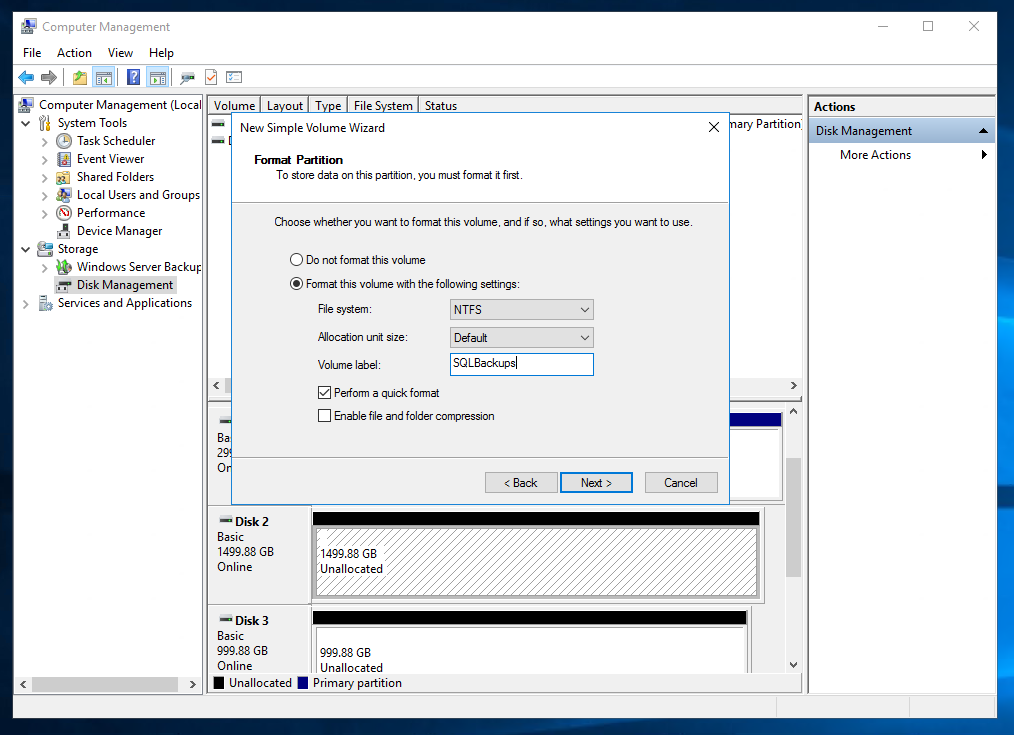 Computer Management
File Action View Help
Computer Management (Local
System Tools
Task Scheduler
Event Viewer
Shared Folders
Local Users and Groups
Performance
Device Manager
Storage
Windows Server Backup
Disk Management
Services and Applications
Volume Layout Type File System Status
mary Partition)
New Simple Volume Wizard
Format Partition
To store data on this partition, you must format it first.
Choose whether you want to format this volume, and if so, what settings you want to use.
Do not format this volume
Format this volume with the following settings:
File system: NTFS
Allocation unit size: Default
Volume label: SQLBackups
Perform a quick format
Enable file and folder compression
< Back Next > Cancel
Ba
299
On
Disk 2
Basic
1499.88 GB
Online
1499.88 GB
Unallocated
Disk 3
Basic
999.88 GB
Online
999.88 GB
Unallocated
Unallocated Primary partition
Actions
Disk Management
More Actions